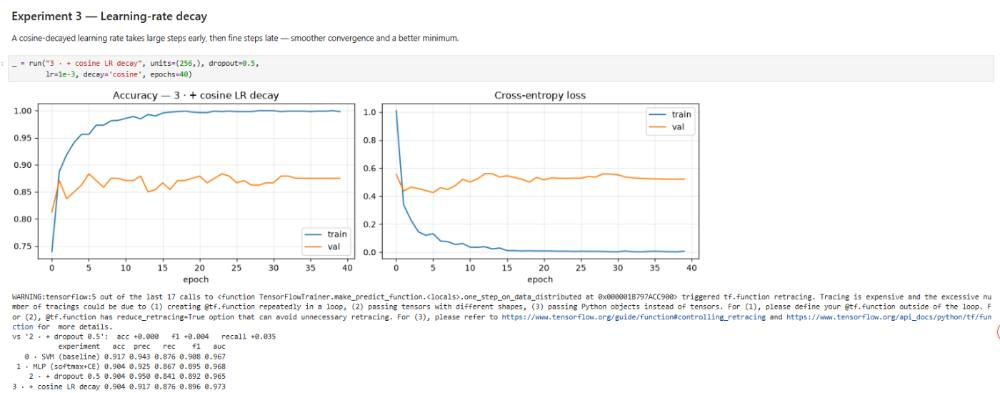 Experiment 3 — Learning-rate decay
A cosine-decayed learning rate takes large steps early, then fine steps late — smoother convergence and a better minimum.
_ = run("3 · + cosine LR decay", units=(256,), dropout=0.5,
lr=1e-3, decay='cosine', epochs=40)
Accuracy — 3 · + cosine LR decay
1.00
0.95
0.90
0.85
0.80
0.75
train
val
0 5 10 15 20 25 30 35 40
epoch
Cross-entropy loss
1.0
0.8
0.6
0.4
0.2
0.0
train
val
0 5 10 15 20 25 30 35 40
epoch
WARNING:tensorflow:5 out of the last 17 calls to <function TensorFlowTrainer.make_predict_function.<locals>.one_step_on_data_distributed at 0x000001B797ACC900> triggered tf.function retracing. Tracing is expensive and the excessive nu
mber of tracings could be due to (1) creating @tf.function repeatedly in a loop, (2) passing tensors with different shapes, (3) passing Python objects instead of tensors. For (1), please define your @tf.function outside of the loop. F
or (2), @tf.function has reduce_retracing=True option that can avoid unnecessary retracing. For (3), please refer to https://www.tensorflow.org/guide/function#controlling_retracing and https://www.tensorflow.org/api_docs/python/tf/fun
ction for  more details.
vs '2 · + dropout 0.5':  acc +0.000  f1 +0.004  recall +0.035
experiment acc prec rec f1 auc
0 · SVM (baseline) 0.917 0.943 0.876 0.908 0.967
1 · MLP (softmax+CE) 0.904 0.925 0.867 0.895 0.968
2 · + dropout 0.5 0.904 0.950 0.841 0.892 0.965
3 · + cosine LR decay 0.904 0.917 0.876 0.896 0.973